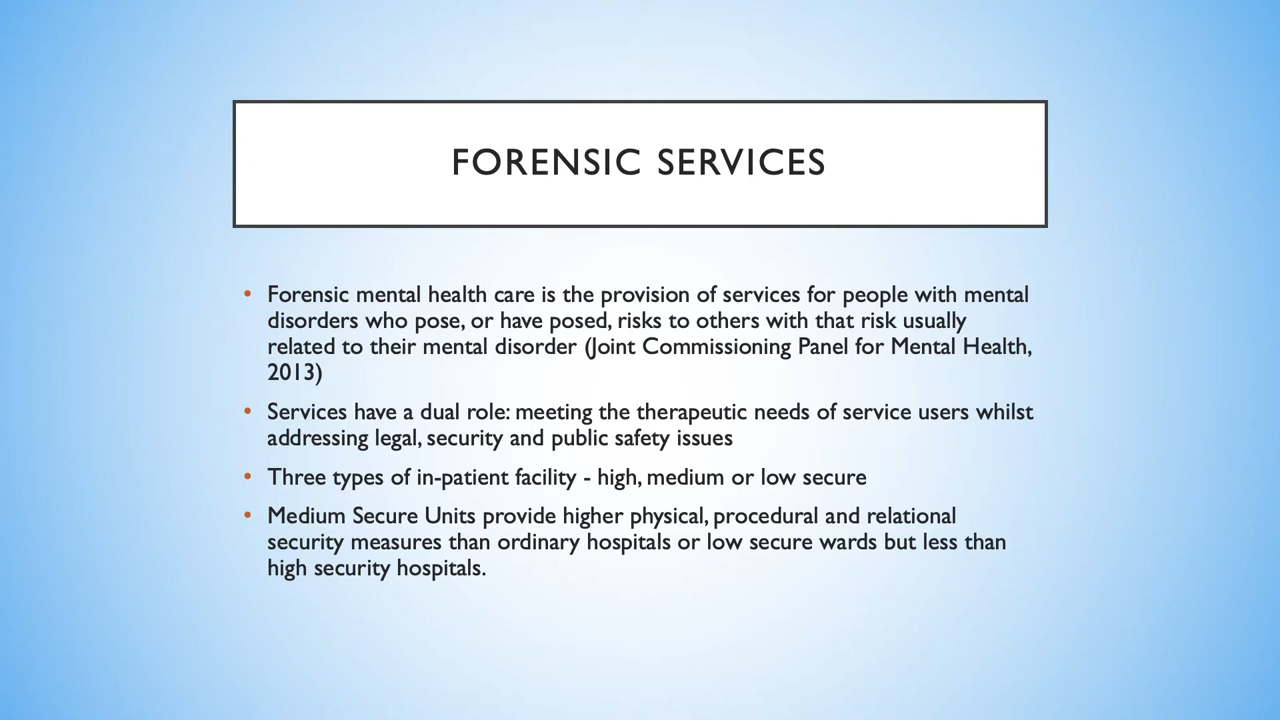 FORENSIC SERVICES
• Forensic mental health care is the provision of services for people with mental
disorders who pose, or have posed, risks to others with that risk usually
related to their mental disorder (Joint Commissioning Panel for Mental Health,
2013)
• Services have a dual role: meeting the therapeutic needs of service users whilst
addressing legal, security and public safety issues
• Three types of in-patient facility - high, medium or low secure
• Medium Secure Units provide higher physical, procedural and relational
security measures than ordinary hospitals or low secure wards but less than
high security hospitals.